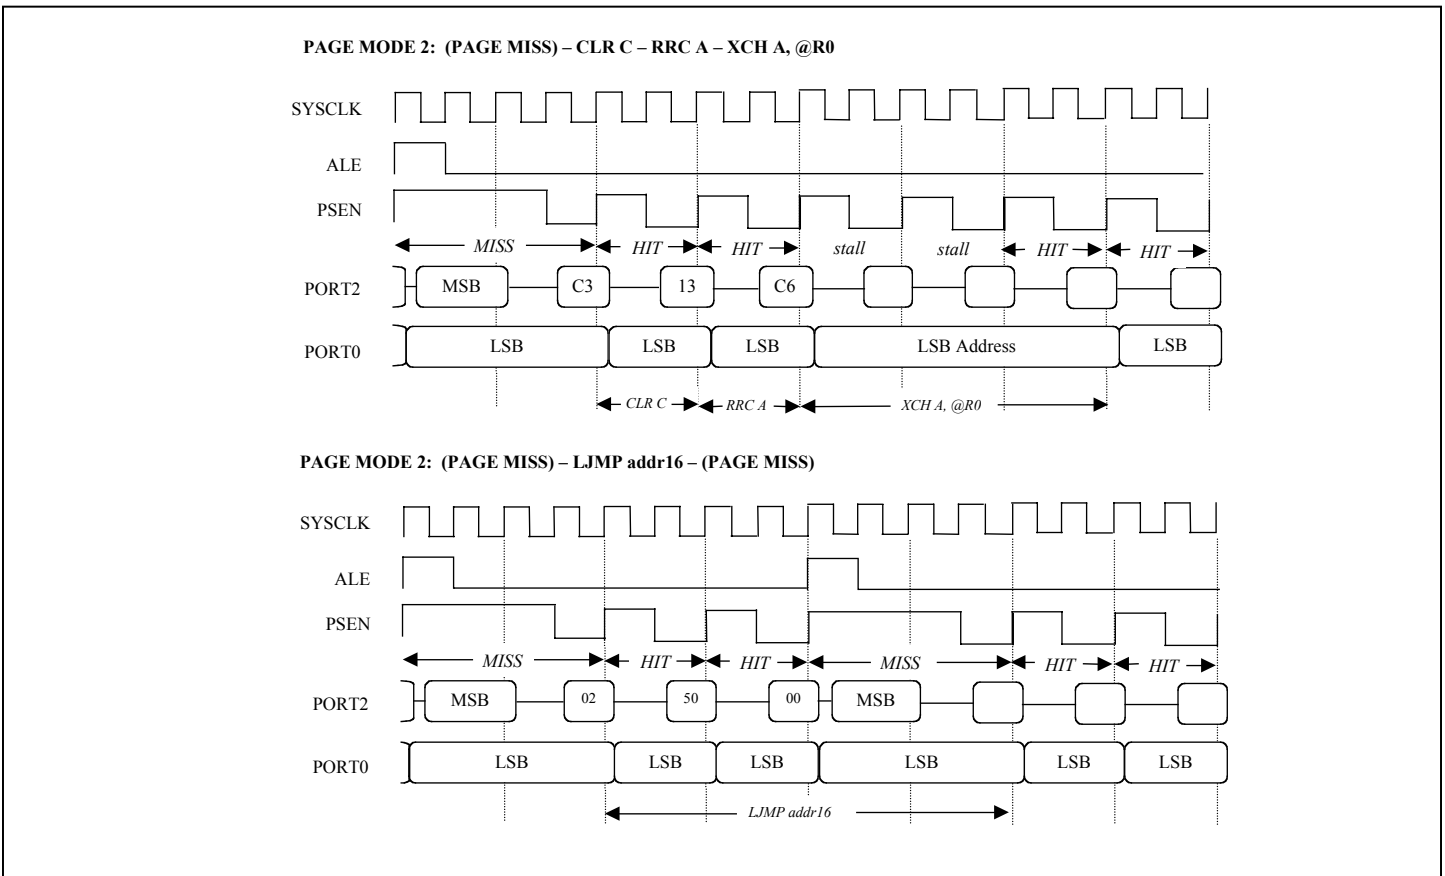 PAGE MODE 2: (PAGE MISS) – CLR C – RRC A – XCH A, @R0
SYSCLK
ALE
PSEN
MISS HIT HIT stall stall HIT HIT
PORT2 MSB C3 13 C6
PORT0 LSB LSB LSB LSB Address LSB
CLR C RRC A XCH A, @R0
PAGE MODE 2: (PAGE MISS) – LJMP addr16 – (PAGE MISS)
SYSCLK
ALE
PSEN
MISS HIT HIT MISS HIT HIT
PORT2 MSB 02 50 00 MSB
PORT0 LSB LSB LSB LSB LSB LSB
LJMP addr16